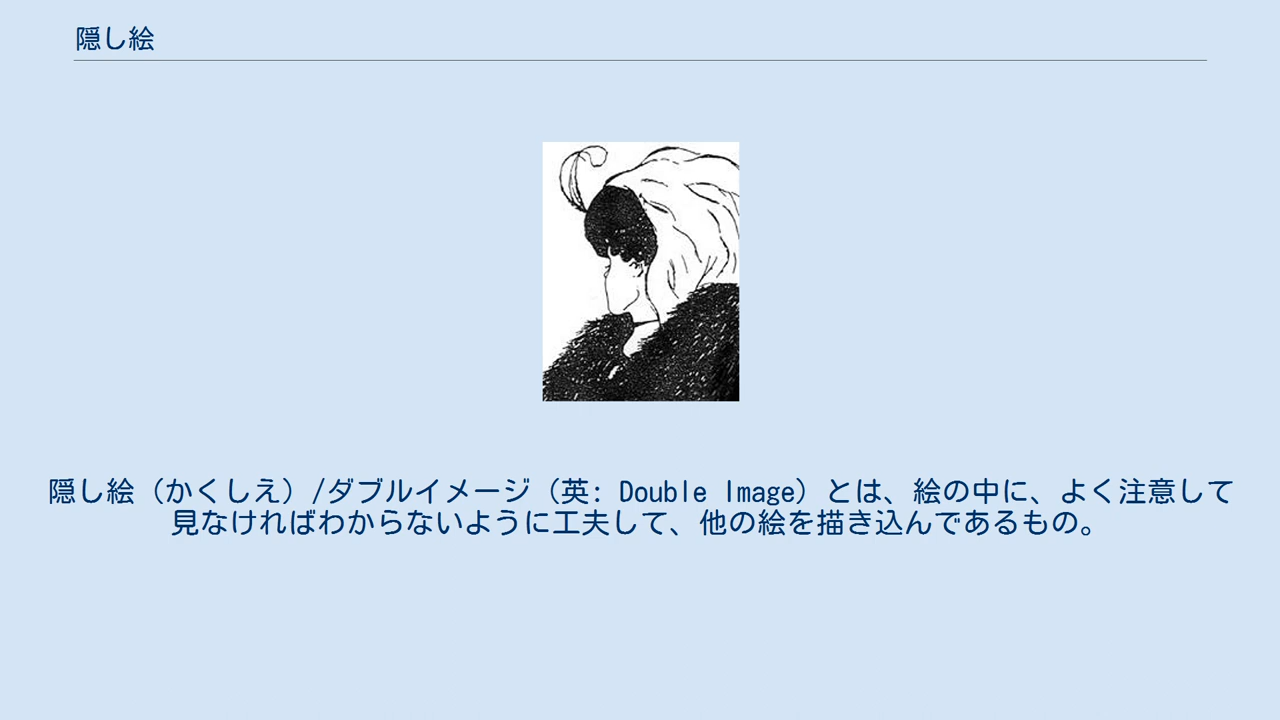 隠し絵
隠し絵（かくしえ）/ダブルイメージ（英: Double Image）とは、絵の中に、よく注意して
見なければわからないように工夫して、他の絵を描き込んであるもの。